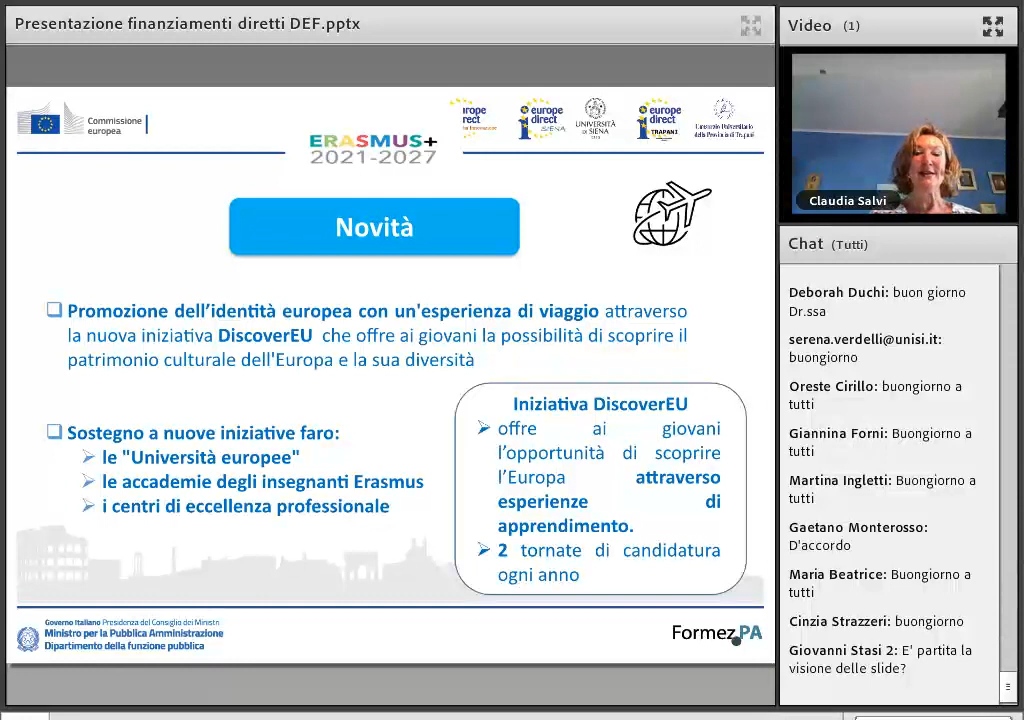 Presentazione finanziamenti diretti DEF.pptx
Commissione
europea
ERASMUS+
2021-2027
europe
direct
SIENA
UNIVERSITÀ
DI SIENA
europe
direct
TRAPANI
Novità
Promozione dell'identità europea con un'esperienza di viaggio attraverso
la nuova iniziativa DiscoverEU che offre ai giovani la possibilità di scoprire il
patrimonio culturale dell'Europa e la sua diversità
Sostegno a nuove iniziative faro:
le "Università europee"
le accademie degli insegnanti Erasmus
i centri di eccellenza professionale
Iniziativa DiscoverEU
offre ai giovani
l'opportunità di scoprire
l'Europa attraverso
esperienze di
apprendimento.
2 tornate di candidatura
ogni anno
Governo Italiano Presidenza del Consiglio dei Ministri
Ministro per la Pubblica Amministrazione
Dipartimento della funzione pubblica
Formez PA
Video (1)
Claudia Salvi
Chat (Tutti)
Deborah Duchi: buon giorno
Dr.ssa
serena.verdelli@unisi.it:
buongiorno
Oreste Cirillo: buongiorno a
tutti
Giannina Forni: Buongiorno a
tutti
Martina Ingletti: Buongiorno a
tutti
Gaetano Monterosso:
D'accordo
Maria Beatrice: Buongiorno a
tutti
Cinzia Strazzeri: buongiorno
Giovanni Stasi 2: E' partita la
visione delle slide?